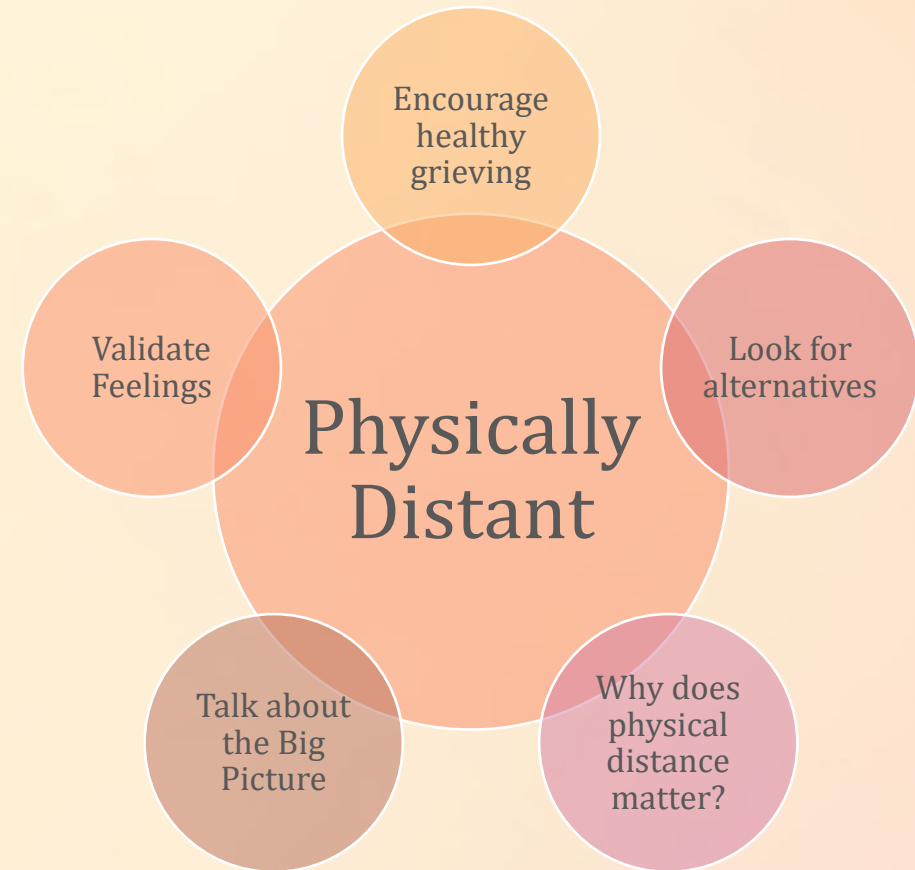 Encourage
healthy
grieving
Look for
alternatives
Why does
physical
distance
matter?
Talk about
the Big
Picture
Validate
Feelings
Physically
Distant